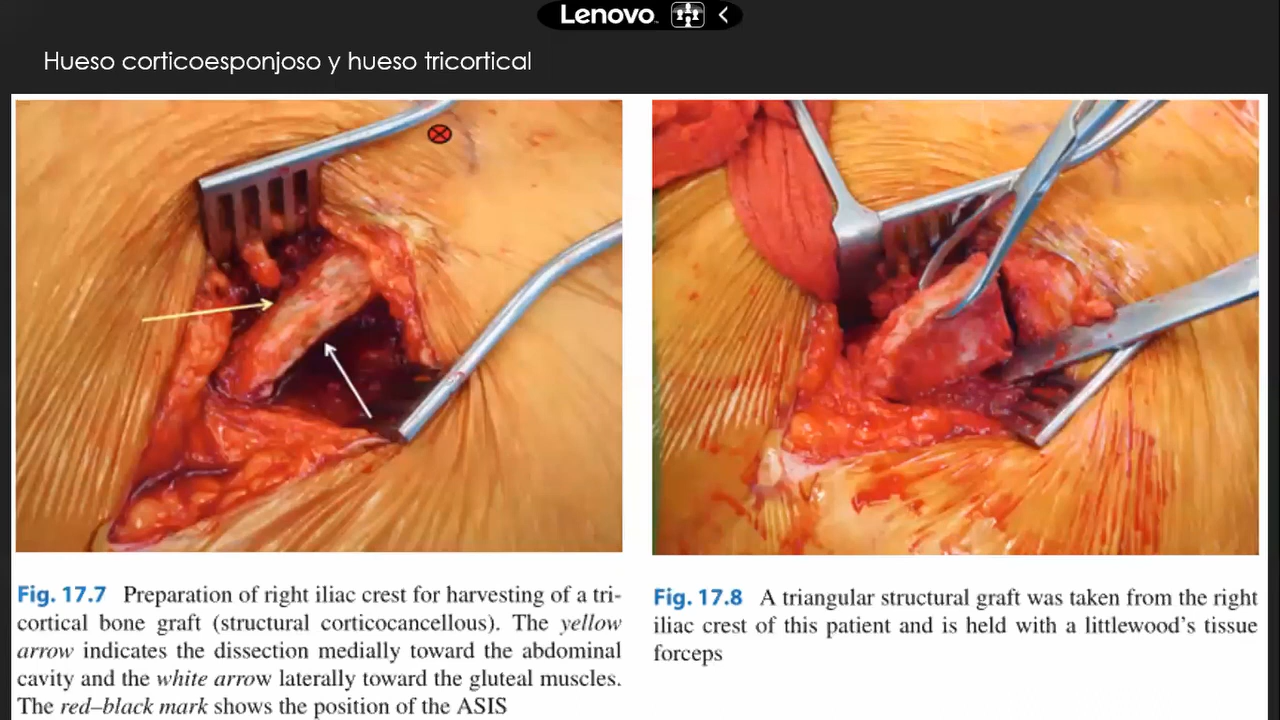 Lenovo
Hueso corticoesponjoso y hueso tricortical
Fig. 17.7 Preparation of right iliac crest for harvesting of a tri-
cortical bone graft (structural corticocancellous). The yellow
arrow indicates the dissection medially toward the abdominal
cavity and the white arrow laterally toward the gluteal muscles.
The red–black mark shows the position of the ASIS
Fig. 17.8 A triangular structural graft was taken from the right
iliac crest of this patient and is held with a littlewood's tissue
forceps